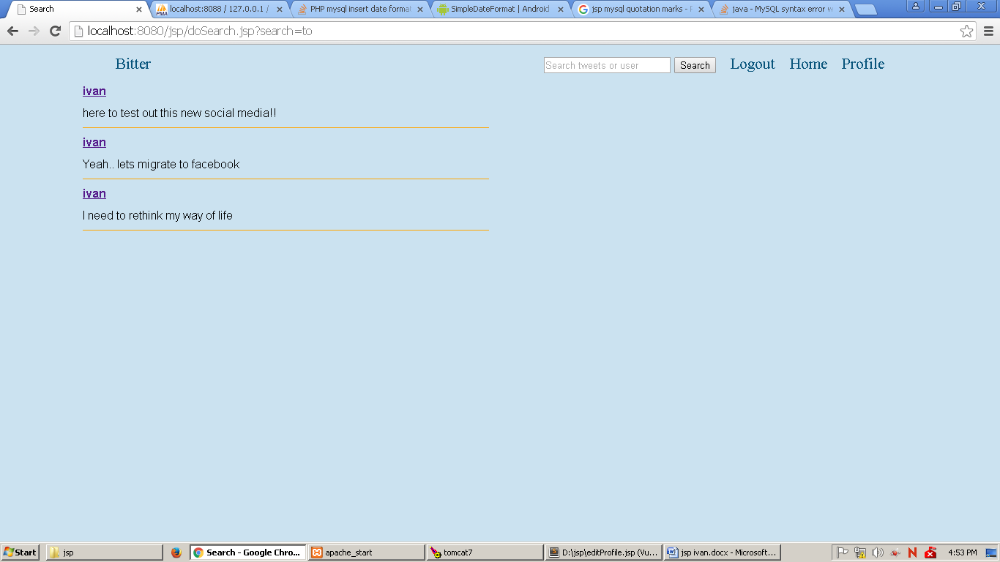 Search
localhost:8088 / 127.0.0.1 /
PHP mysql insert date format
SimpleDateFormat | Android
jsp mysql quotation marks -
java - MySQL syntax error w
localhost:8080/jsp/doSearch.jsp?search=to
Bitter
Search tweets or user
Search
Logout
Home
Profile
ivan
here to test out this new social media!!
ivan
Yeah.. lets migrate to facebook
ivan
I need to rethink my way of life
Start
jsp
Search - Google Chro...
apache_start
tomcat7
D:\jsp\editProfile.jsp (Vu...
jsp ivan.docx - Microsoft...
4:53 PM